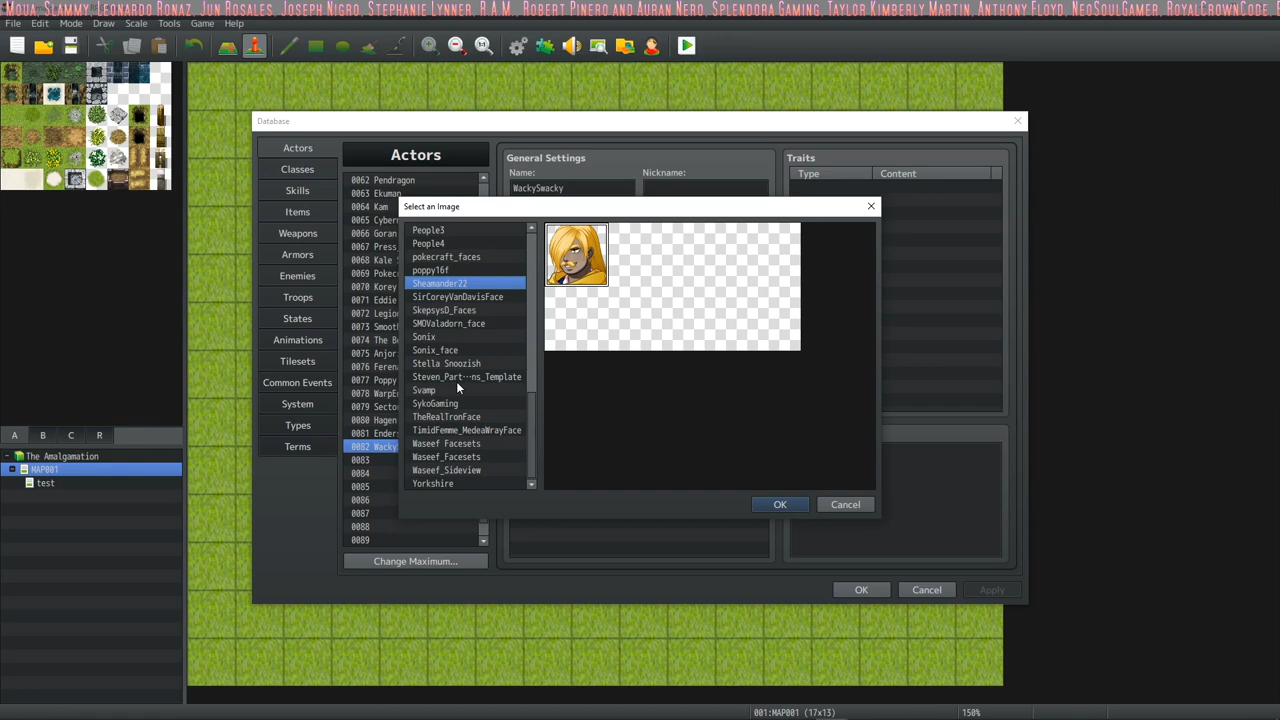 Moua, Slammy, Leonardo Ronaz, Jun Rosales, Joseph Nigro, Stephanie Lynner, R.A.M., Robert Pinero and Auran Nero, Splendora Gaming, Taylor Kimberly Martin, Anthony Floyd, NeoSoulGamer, RoyalCrownCode,
File Edit Mode Draw Scale Tools Game Help
Database
Actors
Classes
Skills
Items
Weapons
Armors
Enemies
Troops
States
Animations
Tilesets
Common Events
System
Types
Terms
Actors
0062 Pendragon
0063 Ekuman
0064 Kam
0065 Cyber
0066 Goran
0067 Press
0068 Kale S
0069 Pokec
0070 Korey
0071 Eddie
0072 Legio
0073 Smoot
0074 The B
0075 Anjor
0076 Feren
0077 Poppy
0078 WarpE
0079 Secto
0080 Hagen
0081 Ender
0082 Wacky
0083
0084
0085
0086
0087
0088
0089
Change Maximum...
General Settings
Name:
Nickname:
WackySwacky
Traits
Type Content
Select an Image
People3
People4
pokecraft_faces
poppy16f
Sheamander22
SirCoreyVanDavisFace
SkepsysD_Faces
SMOValadorn_face
Sonix
Sonix_face
Stella Snoozish
Steven_Part…ns_Template
Svamp
SykoGaming
TheRealTronFace
TimidFemme_MedeaWrayFace
Waseef Facesets
Waseef_Facesets
Waseef_Sideview
Yorkshire
OK
Cancel
OK
Cancel
Apply
A B C R
The Amalgamation
MAP001
test
001:MAP001 (17x13)
150%